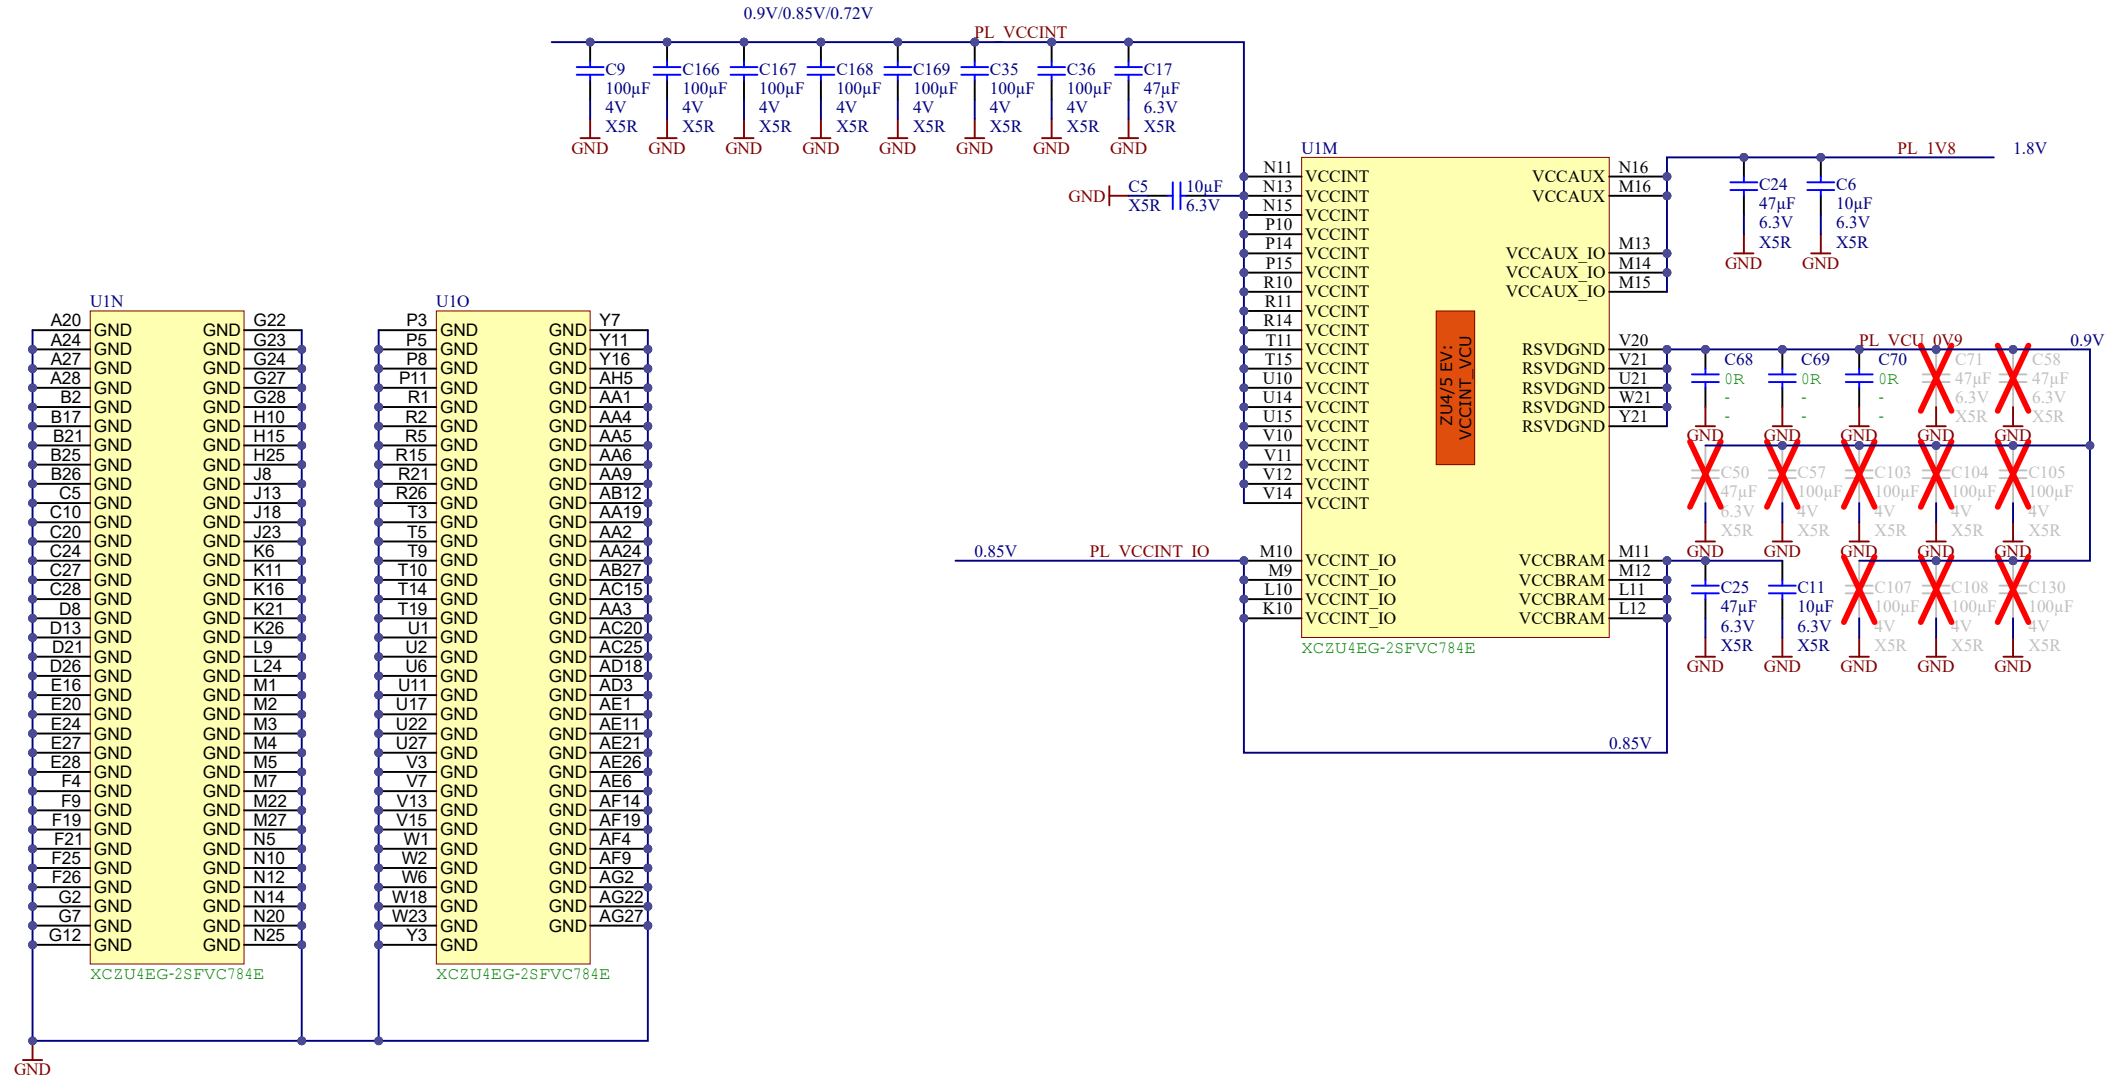 0.9V/0.85V/0.72V
PL_VCCINT
C9
100µF
4V
X5R
GND
C166
100µF
4V
X5R
GND
C167
100µF
4V
X5R
GND
C168
100µF
4V
X5R
GND
C169
100µF
4V
X5R
GND
C35
100µF
4V
X5R
GND
C36
100µF
4V
X5R
GND
C17
47µF
6.3V
X5R
GND
GND C5 10µF
X5R 6.3V
U1M
N11 VCCINT
N13 VCCINT
N15 VCCINT
P10 VCCINT
P14 VCCINT
P15 VCCINT
R10 VCCINT
R11 VCCINT
R14 VCCINT
T11 VCCINT
T15 VCCINT
U10 VCCINT
U14 VCCINT
U15 VCCINT
V10 VCCINT
V11 VCCINT
V12 VCCINT
V14 VCCINT
0.85V PL_VCCINT_IO
M10 VCCINT_IO
M9 VCCINT_IO
L10 VCCINT_IO
K10 VCCINT_IO
ZU4/5 EV:
VCCINT_VCU
VCCAUX N16
VCCAUX M16
VCCAUX_IO M13
VCCAUX_IO M14
VCCAUX_IO M15
RSVDGND V20
RSVDGND V21
RSVDGND U21
RSVDGND W21
RSVDGND Y21
VCCBRAM M11
VCCBRAM M12
VCCBRAM L11
VCCBRAM L12
XCZU4EG-2SFVC784E
0.85V
PL_1V8 1.8V
C24
47µF
6.3V
X5R
GND
C6
10µF
6.3V
X5R
GND
PL_VCU_0V9 0.9V
C68
0R
-
-
GND
C69
0R
-
-
GND
C70
0R
-
-
GND
C71
47µF
6.3V
X5R
GND
C58
47µF
6.3V
X5R
GND
C50
47µF
6.3V
X5R
GND
C57
100µF
4V
X5R
GND
C103
100µF
4V
X5R
GND
C104
100µF
4V
X5R
GND
C105
100µF
4V
X5R
GND
C25
47µF
6.3V
X5R
GND
C11
10µF
6.3V
X5R
GND
C107
100µF
4V
X5R
GND
C108
100µF
4V
X5R
GND
C130
100µF
4V
X5R
GND
U1N
A20 GND GND G22
A24 GND GND G23
A27 GND GND G24
A28 GND GND G27
B2 GND GND G28
B17 GND GND H10
B21 GND GND H15
B25 GND GND H25
B26 GND GND J8
C5 GND GND J13
C10 GND GND J18
C20 GND GND J23
C24 GND GND K6
C27 GND GND K11
C28 GND GND K16
D8 GND GND K21
D13 GND GND K26
D21 GND GND L9
D26 GND GND L24
E16 GND GND M1
E20 GND GND M2
E24 GND GND M3
E27 GND GND M4
E28 GND GND M5
F4 GND GND M7
F9 GND GND M22
F19 GND GND M27
F21 GND GND N5
F25 GND GND N10
F26 GND GND N12
G2 GND GND N14
G7 GND GND N20
G12 GND GND N25
XCZU4EG-2SFVC784E
GND
U1O
P3 GND GND Y7
P5 GND GND Y11
P8 GND GND Y16
P11 GND GND AH5
R1 GND GND AA1
R2 GND GND AA4
R5 GND GND AA5
R15 GND GND AA6
R21 GND GND AA9
R26 GND GND AB12
T3 GND GND AA19
T5 GND GND AA2
T9 GND GND AA24
T10 GND GND AB27
T14 GND GND AC15
T19 GND GND AA3
U1 GND GND AC20
U2 GND GND AC25
U6 GND GND AD18
U11 GND GND AD3
U17 GND GND AE1
U22 GND GND AE11
U27 GND GND AE21
V3 GND GND AE26
V7 GND GND AE6
V13 GND GND AF14
V15 GND GND AF19
W1 GND GND AF4
W2 GND GND AF9
W6 GND GND AG2
W18 GND GND AG22
W23 GND GND AG27
Y3 GND
XCZU4EG-2SFVC784E